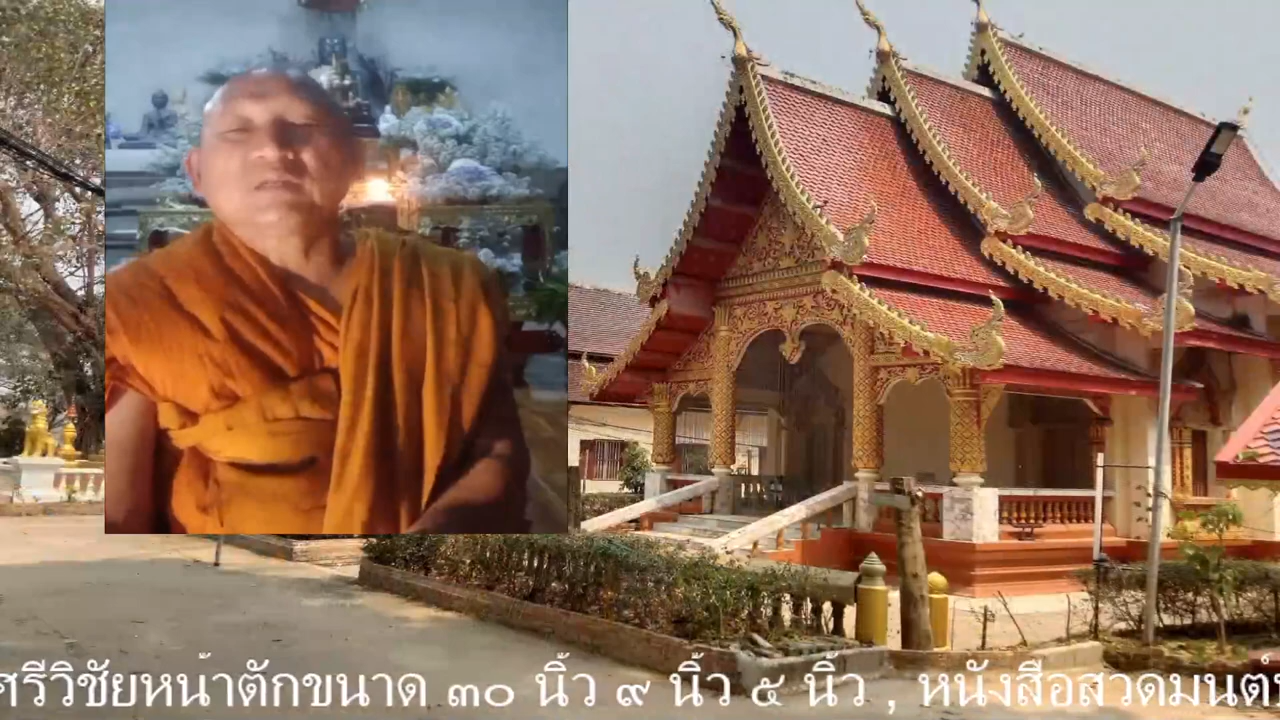 ศรีวิชัยหน้าตักขนาด ๓๐ นิ้ว ๙ นิ้ว ๕ นิ้ว , หนังสือสวดมนต์